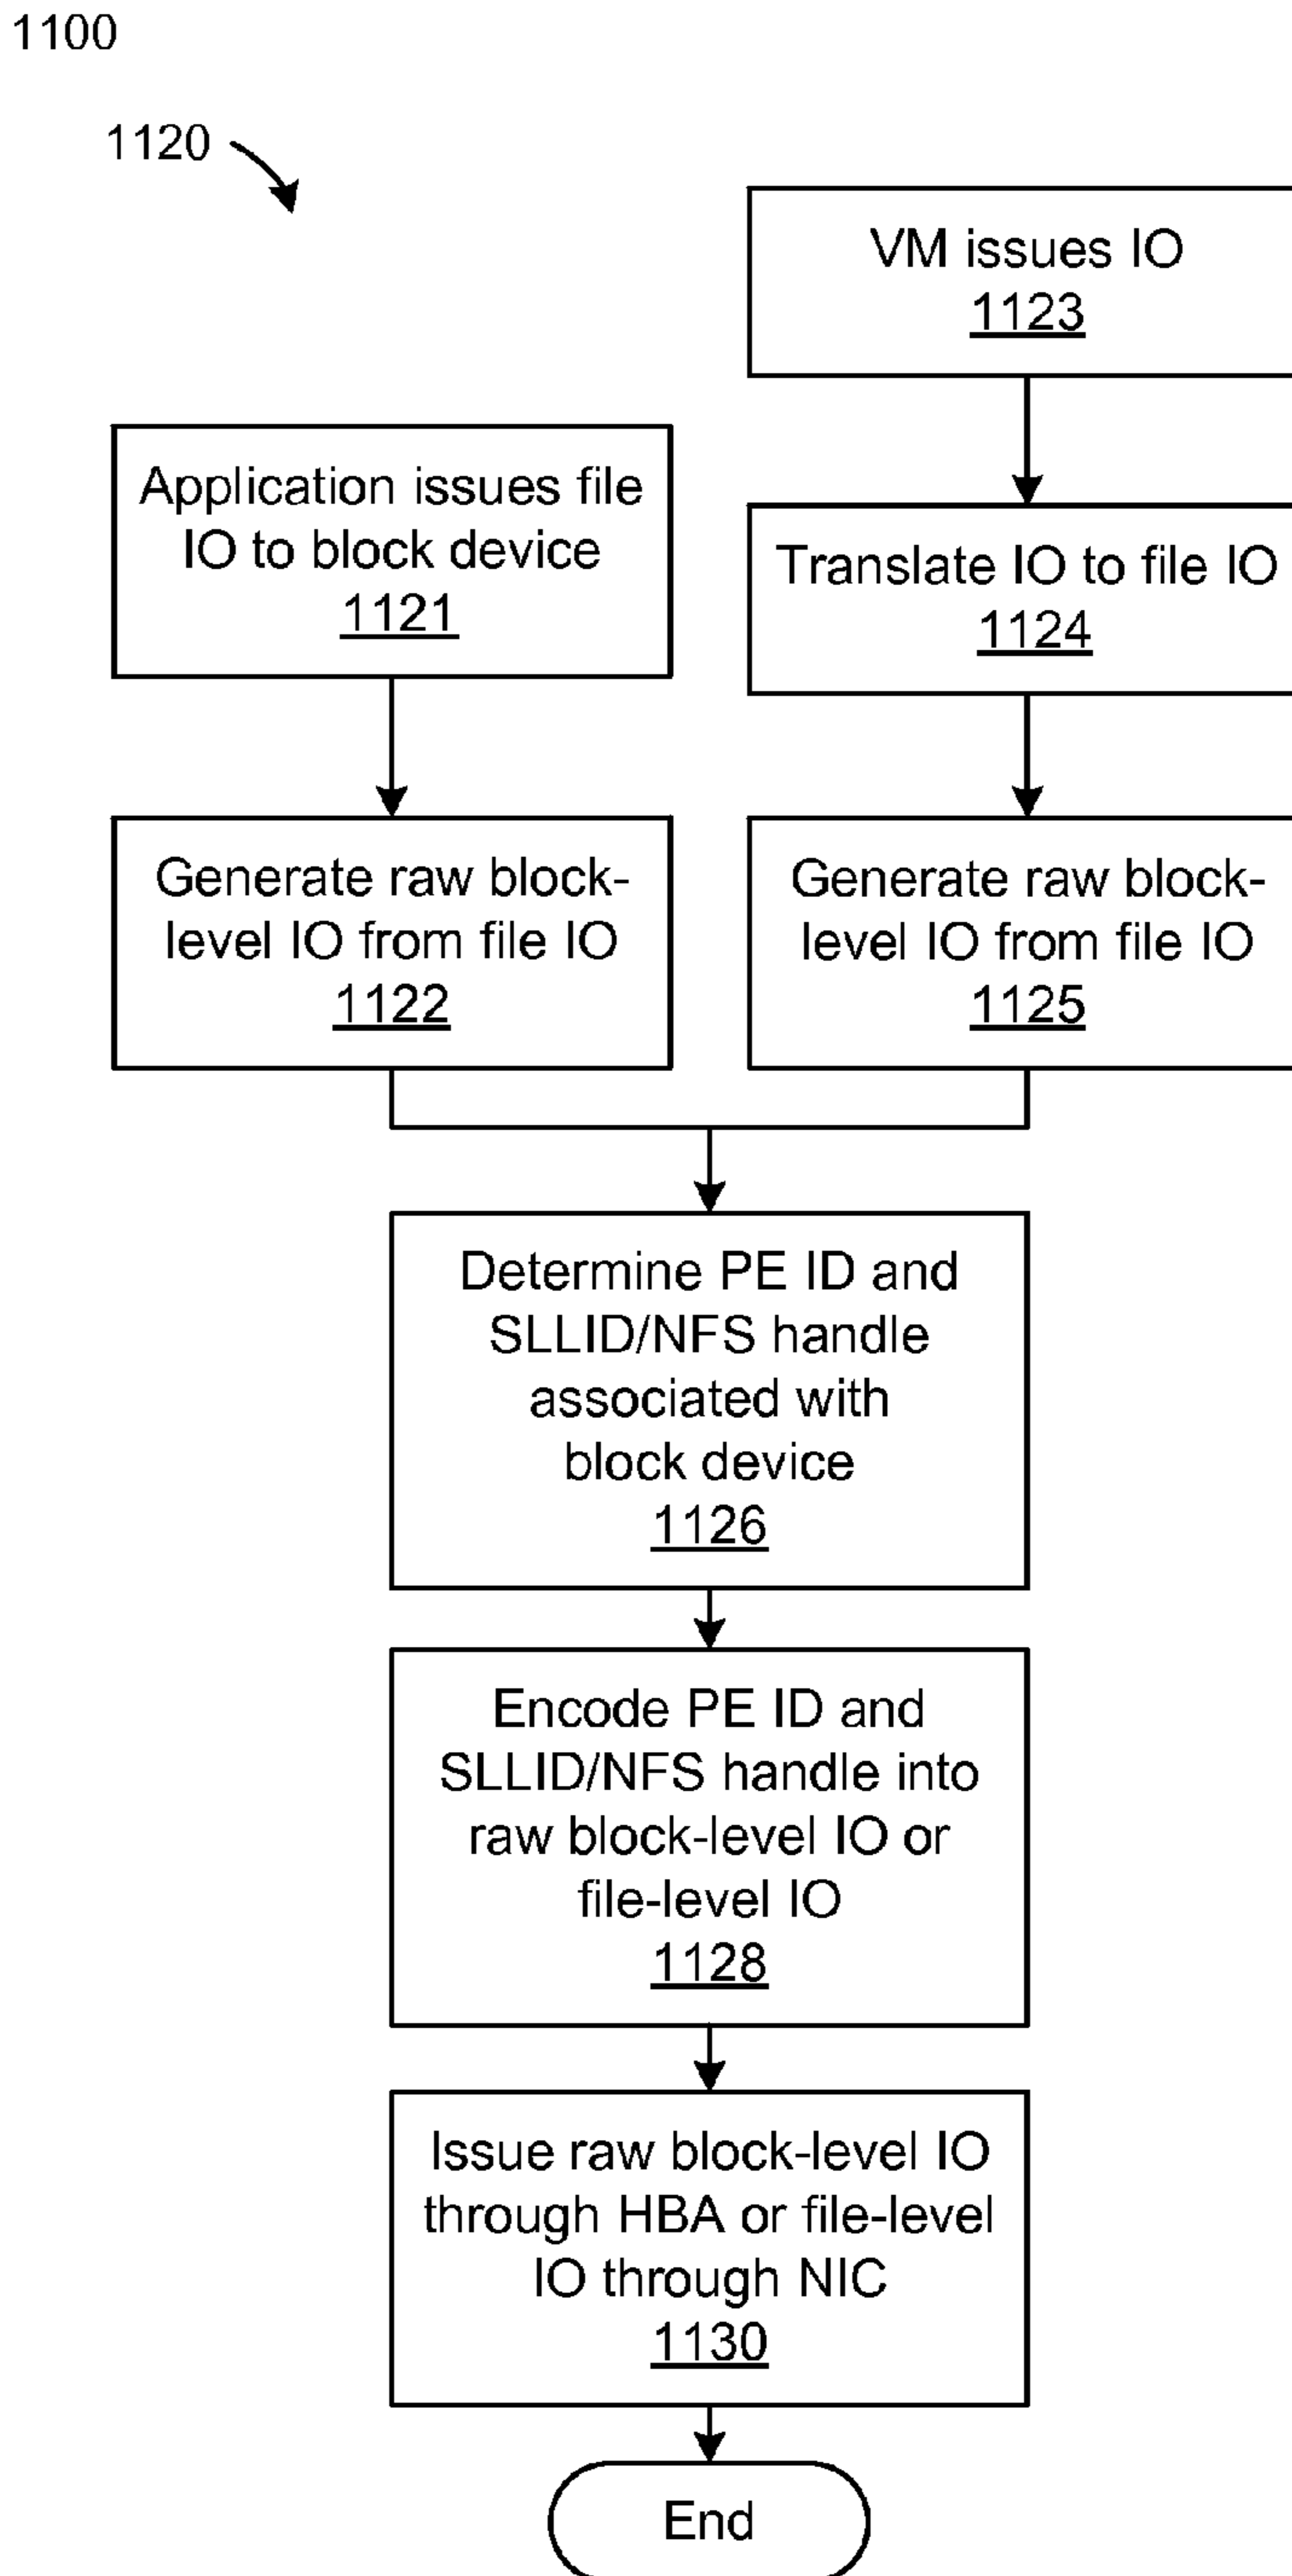 1100
1120
VM issues IO
1123
Application issues file
IO to block device
1121
Translate IO to file IO
1124
Generate raw block-
level IO from file IO
1122
Generate raw block-
level IO from file IO
1125
Determine PE ID and
SLLID/NFS handle
associated with
block device
1126
Encode PE ID and
SLLID/NFS handle into
raw block-level IO or
file-level IO
1128
Issue raw block-level IO
through HBA or file-level
IO through NIC
1130
End